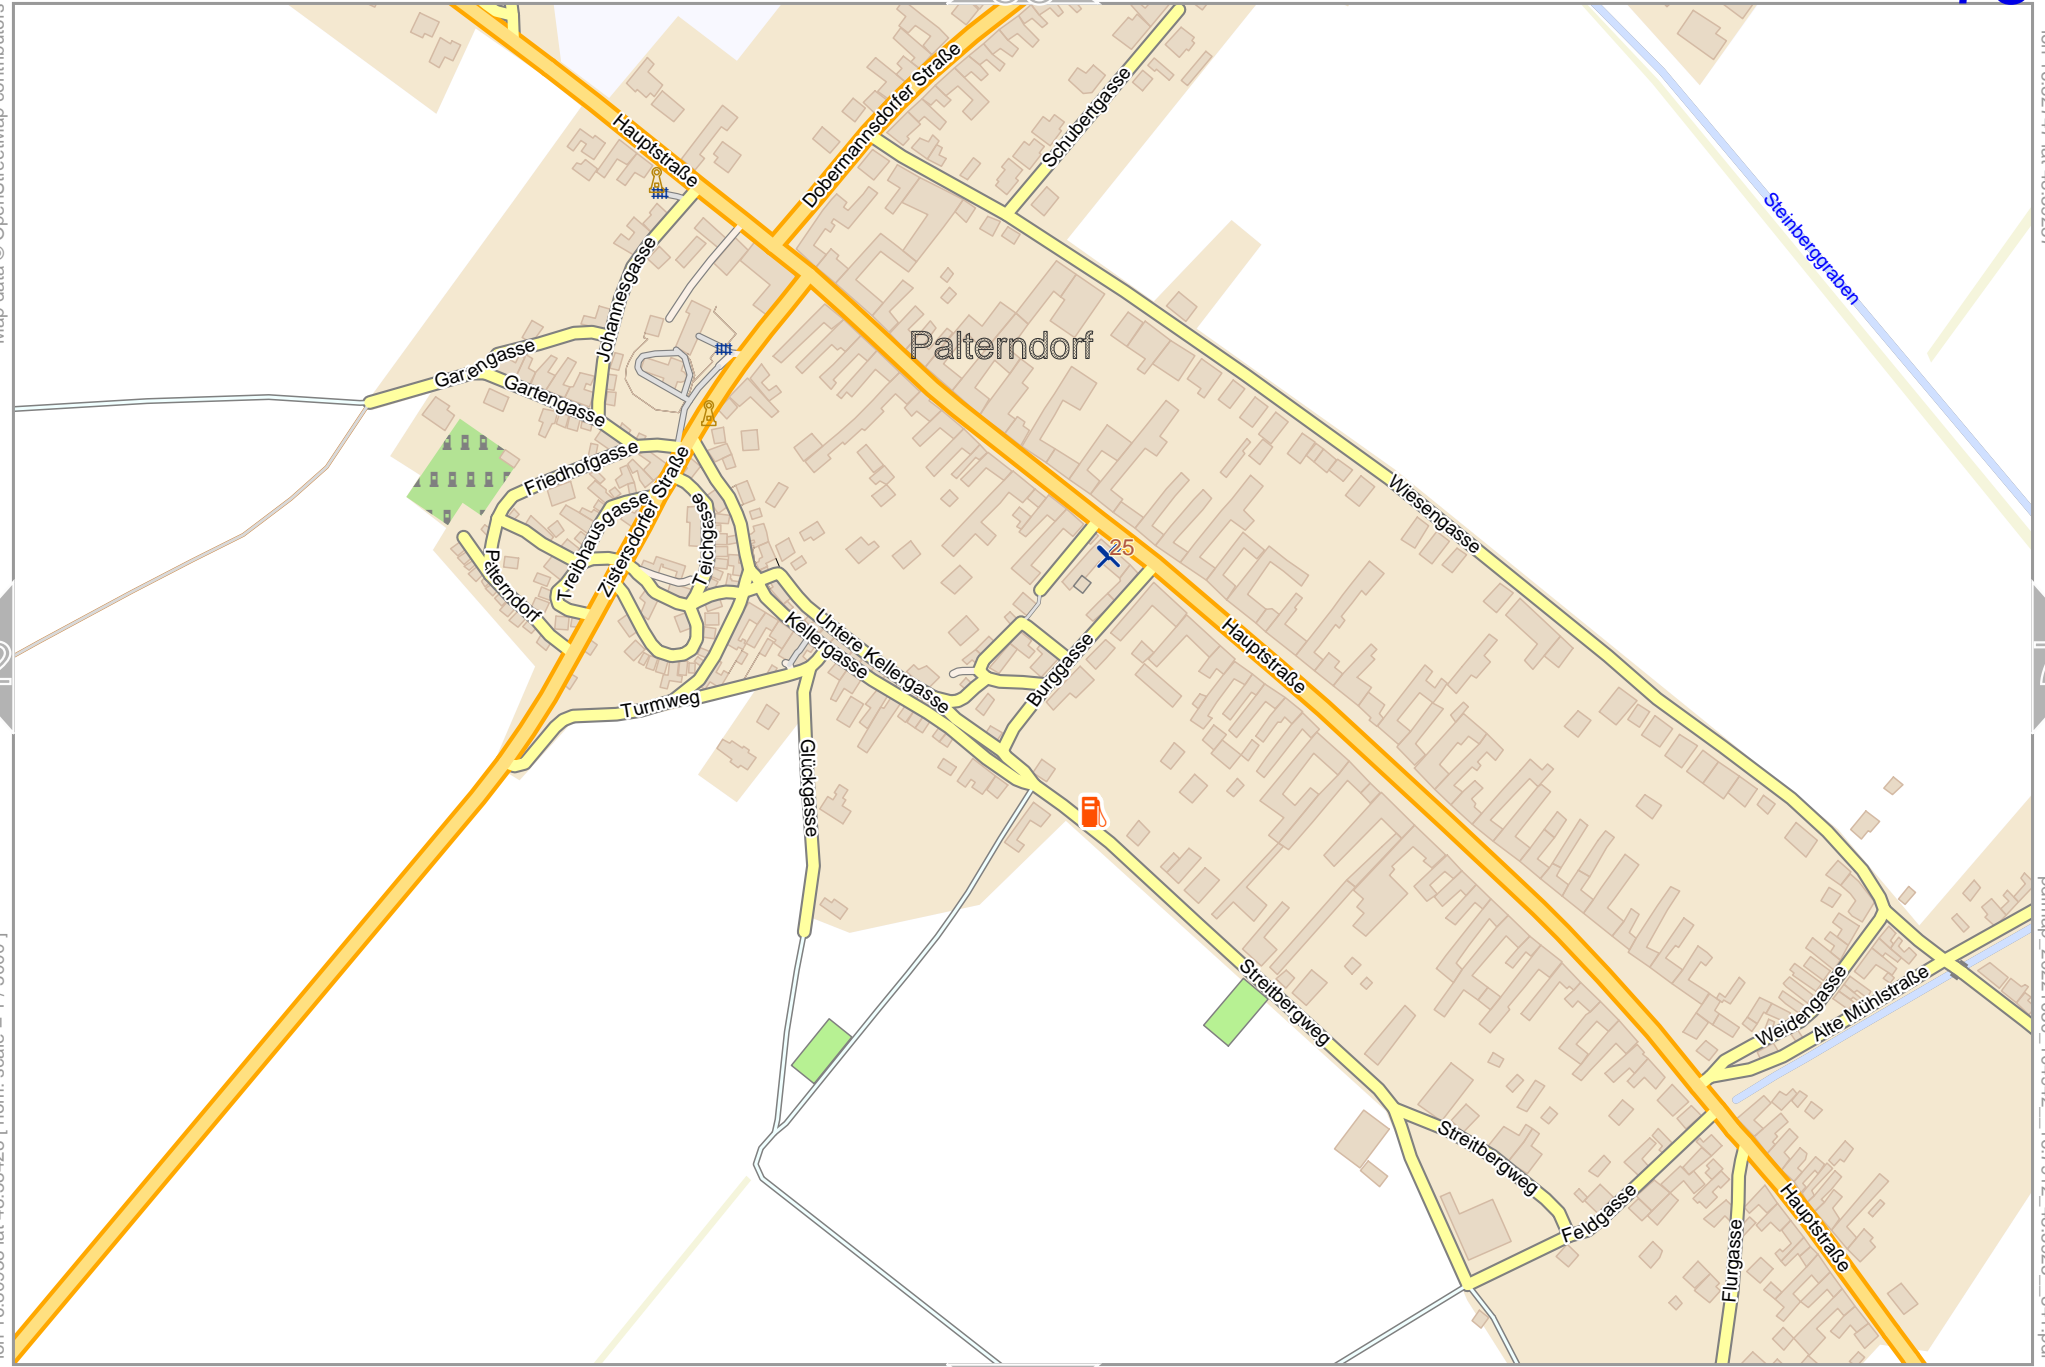 Hauptstraße
Dobermannsdorfer Straße
Schubertgasse
Steinberggraben
Johannesgasse
Palterndorf
Gartengasse
Gartengasse
Friedhofgasse
Wiesengasse
Treibhausgasse
Zistersdorfer Straße
Teichgasse
25
Palterndorf
Untere Kellergasse
Kellergasse
Burggasse
Hauptstraße
Turmweg
Glückgasse
Streitbergweg
Weidengasse
Alte Mühlstraße
Streitbergweg
Feldgasse
Flurgasse
Hauptstraße